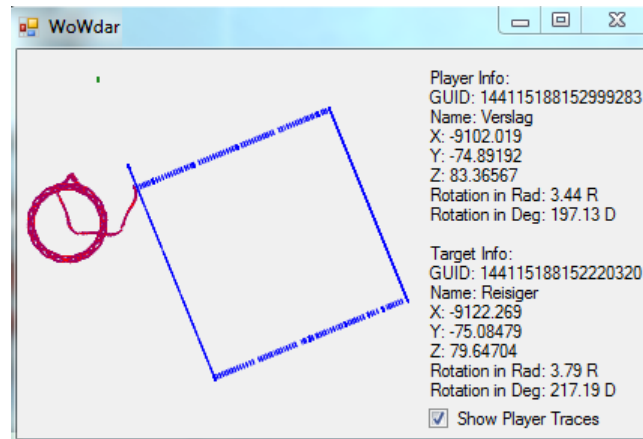 WoWdar
Player Info:
GUID: 144115188152999283
Name: Verslag
X: -9102.019
Y: -74.89192
Z: 83.36567
Rotation in Rad: 3.44 R
Rotation in Deg: 197.13 D
Target Info:
GUID: 144115188152220320
Name: Reisiger
X: -9122.269
Y: -75.08479
Z: 79.64704
Rotation in Rad: 3.79 R
Rotation in Deg: 217.19 D
Show Player Traces